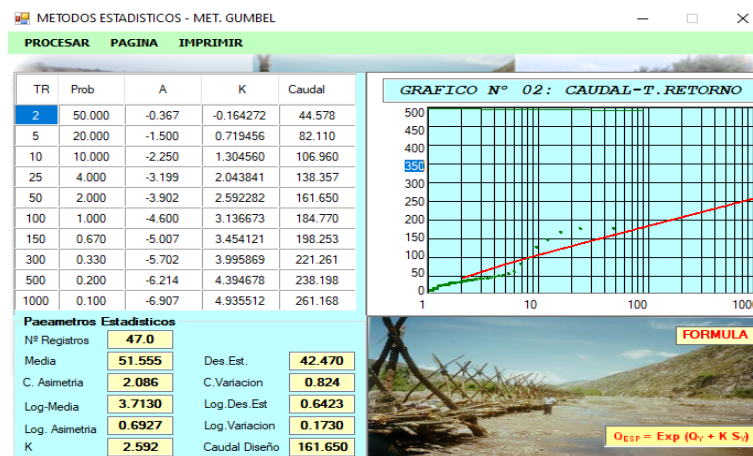 METODOS ESTADISTICOS - MET. GUMBEL
PROCESAR PAGINA IMPRIMIR
TR Prob A K Caudal
2 50.000 -0.367 -0.164272 44.578
5 20.000 -1.500 0.719456 82.110
10 10.000 -2.250 1.304560 106.960
25 4.000 -3.199 2.043841 138.357
50 2.000 -3.902 2.592282 161.650
100 1.000 -4.600 3.136673 184.770
150 0.670 -5.007 3.454121 198.253
300 0.330 -5.702 3.995869 221.261
500 0.200 -6.214 4.394678 238.198
1000 0.100 -6.907 4.935512 261.168
GRAFICO Nº 02: CAUDAL-T.RETORNO
500
450
400
350
300
250
200
150
100
50
0
1 10 100 1000
Paeametros Estadisticos
Nº Registros 47.0
Media 51.555 Des.Est. 42.470
C. Asimetria 2.086 C.Variacion 0.824
Log-Media 3.7130 Log.Des.Est 0.6423
Log. Asimetria 0.6927 Log.Variacion 0.1730
K 2.592 Caudal Diseño 161.650
FORMULA
QESP = Exp (QY + K SY)